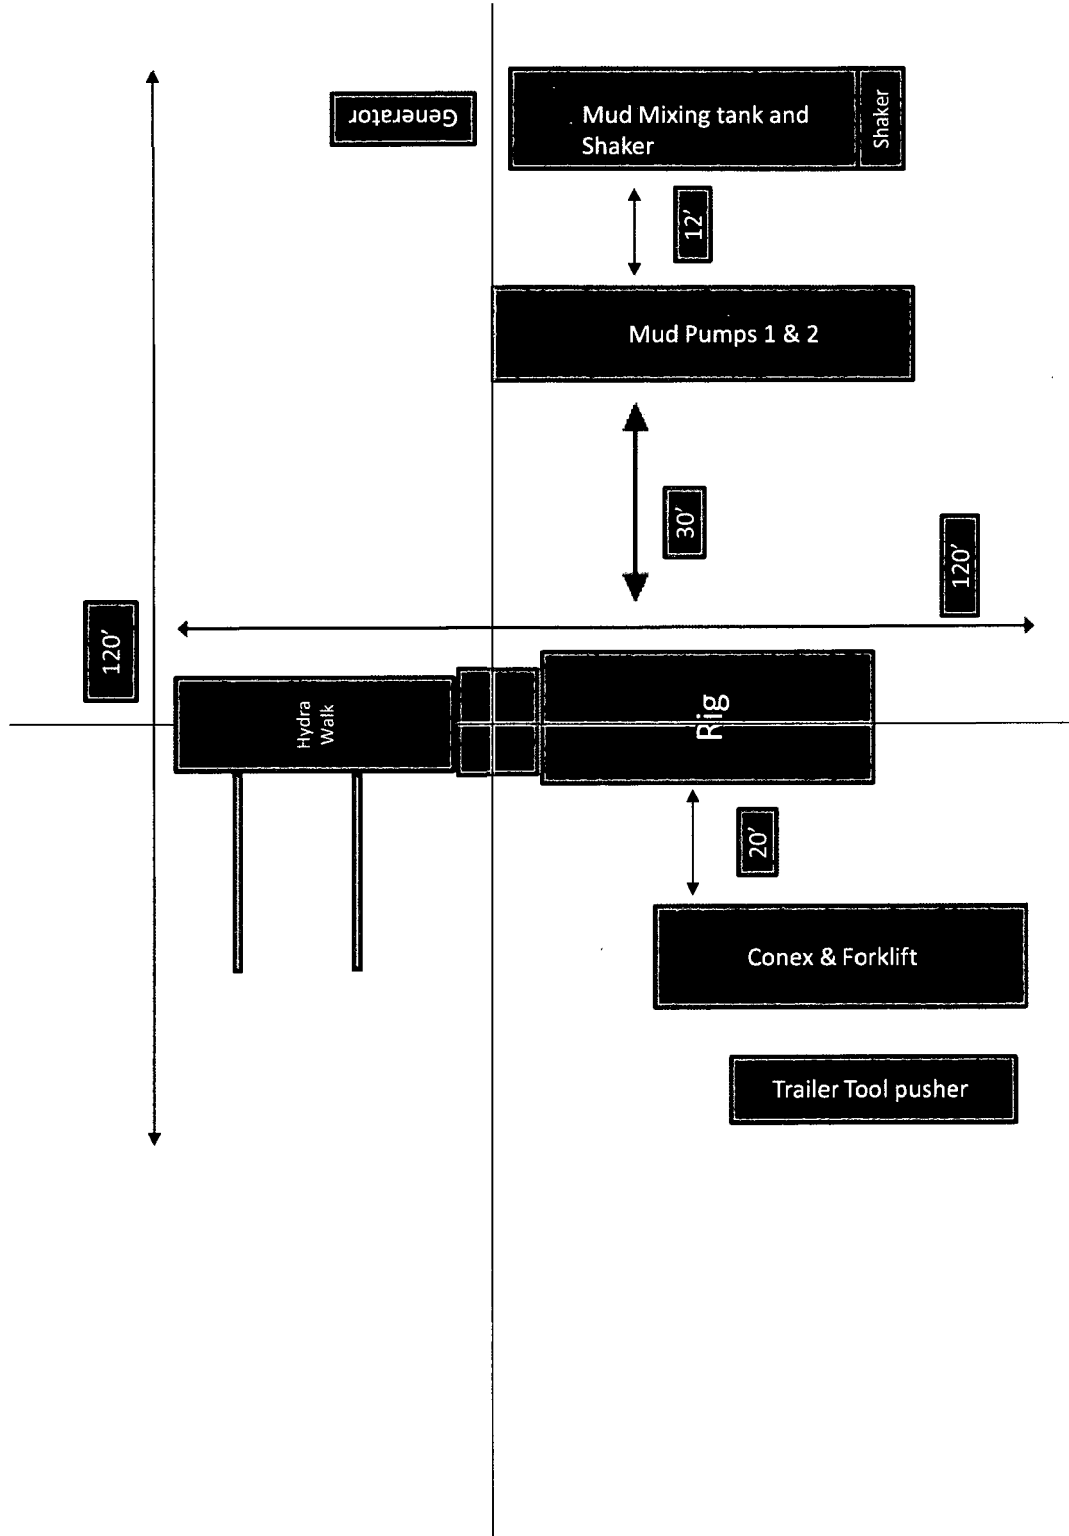 Generator
Mud Mixing tank and
Shaker
Shaker
12'
Mud Pumps 1 & 2
30'
120'
120'
Hydra
Walk
Rig
20'
Conex & Forklift
Trailer Tool pusher